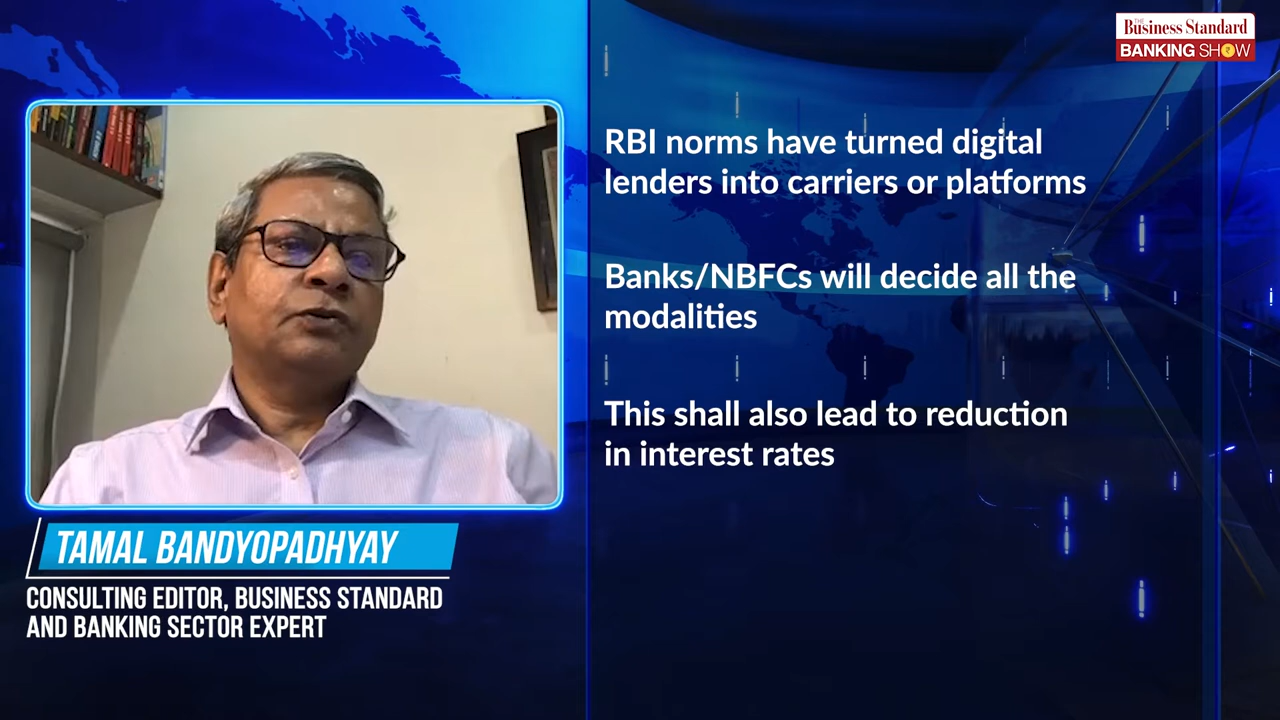 THE
Business Standard
BANKING SHOW
RBI norms have turned digital
lenders into carriers or platforms
Banks/NBFCs will decide all the
modalities
This shall also lead to reduction
in interest rates
TAMAL BANDYOPADHYAY
CONSULTING EDITOR, BUSINESS STANDARD
AND BANKING SECTOR EXPERT